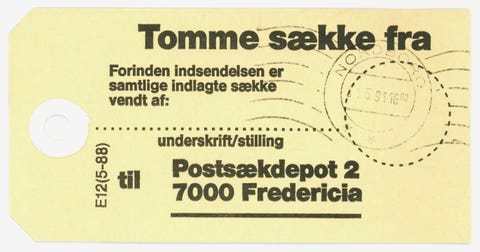 Tomme sække fra
Forinden indsendelsen er
samtlige indlagte sække
vendt af:
NORDBORG
underskrift/stilling
E12(5-88)
til
Postsækdepot 2
7000 Fredericia